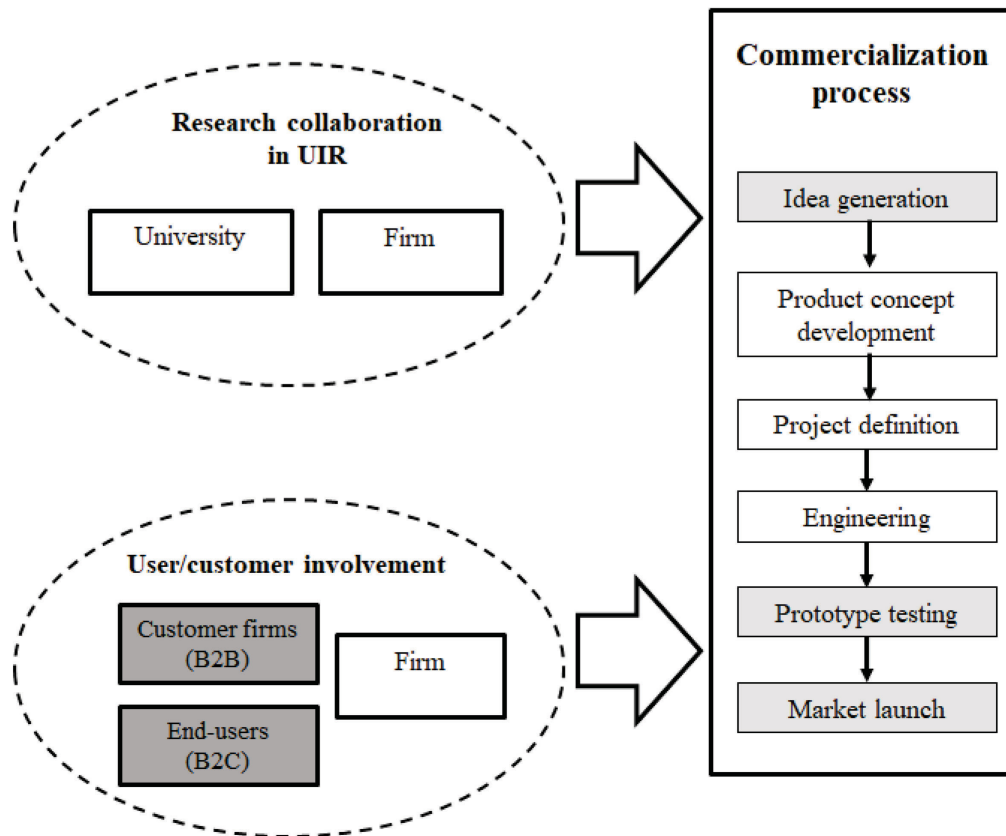 Research collaboration
in UIR
University
Firm
User/customer involvement
Customer firms
(B2B)
Firm
End-users
(B2C)
Commercialization
process
Idea generation
Product concept
development
Project definition
Engineering
Prototype testing
Market launch